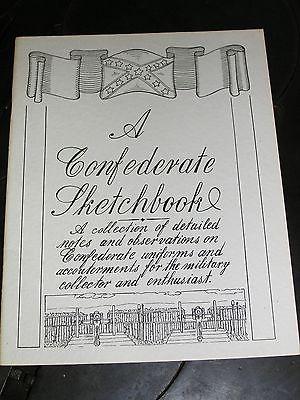 A
Confederate
Sketchbook
A collection of detailed
notes and observations on
Confederate uniforms and
accouterments for the military
collector and enthusiast.